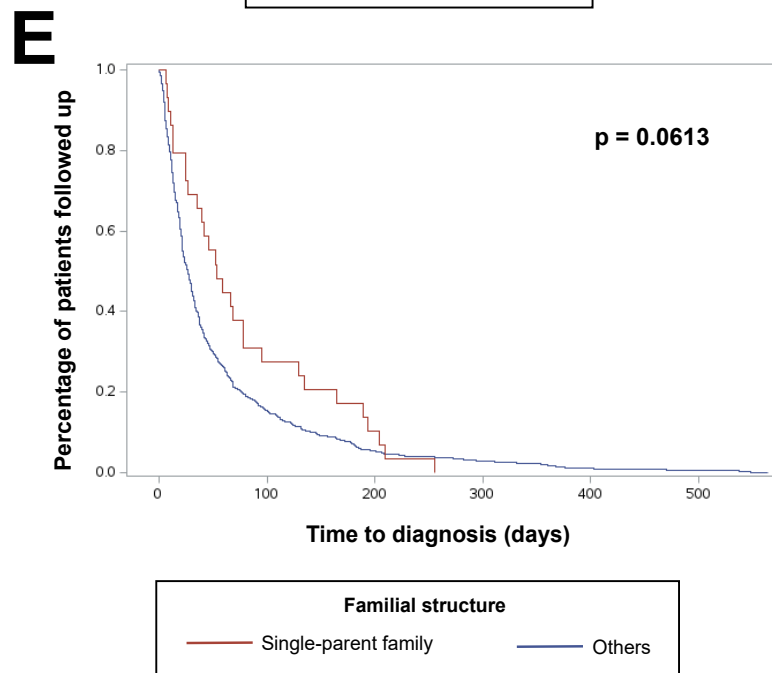 E
Percentage of patients followed up
1.0
0.8
0.6
0.4
0.2
0.0
p = 0.0613
0 100 200 300 400 500
Time to diagnosis (days)
Familial structure
Single-parent family Others